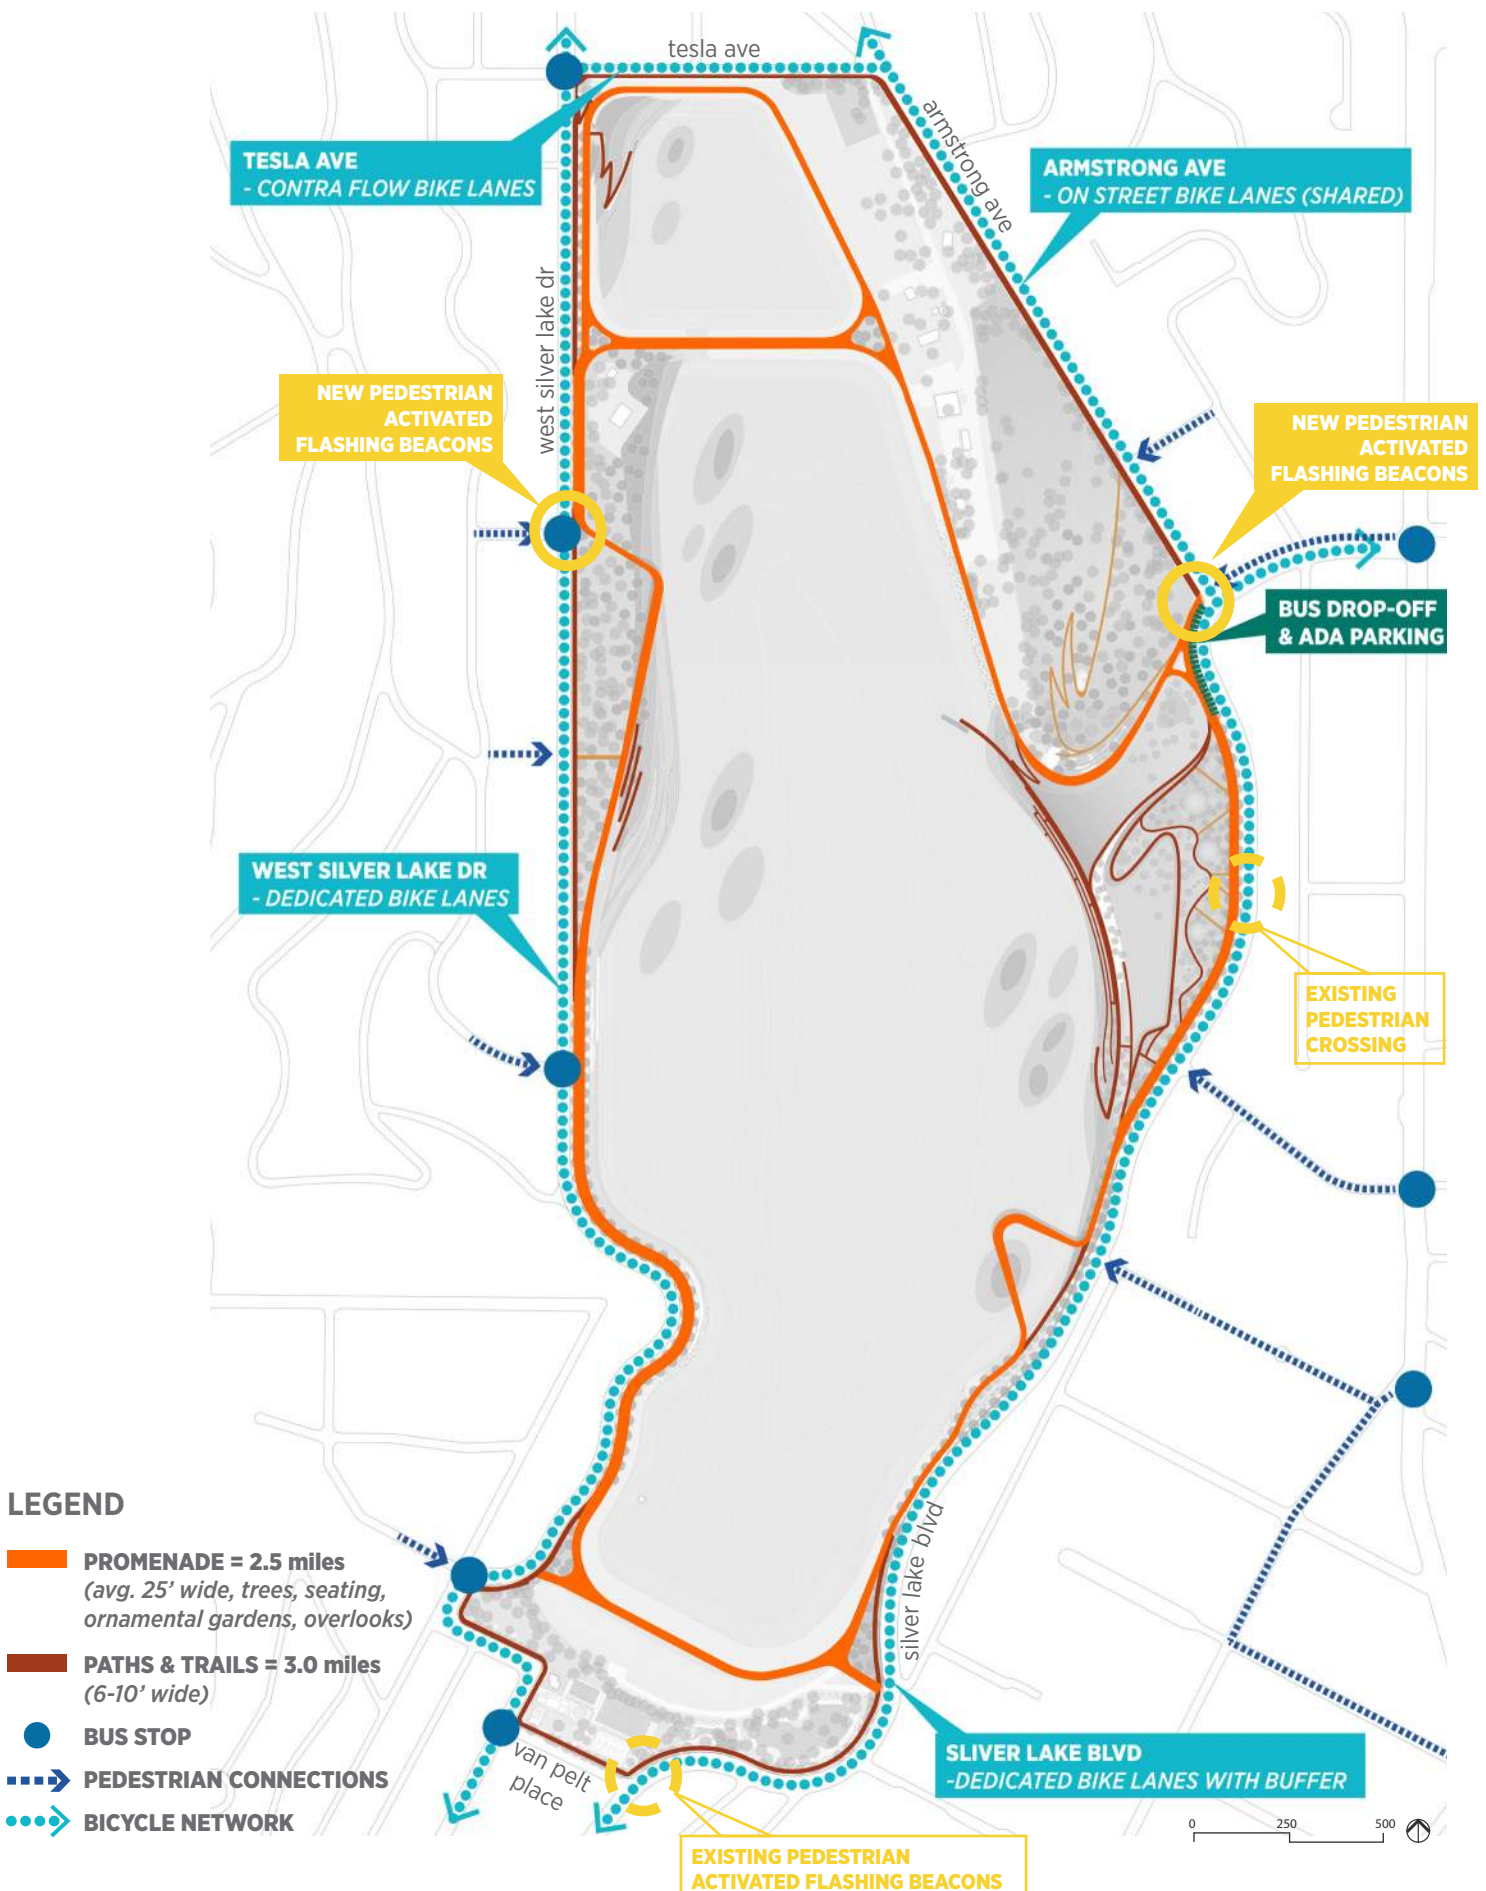 tesla ave
armstrong ave
TESLA AVE
- CONTRA FLOW BIKE LANES
ARMSTRONG AVE
- ON STREET BIKE LANES (SHARED)
west silver lake dr
NEW PEDESTRIAN
ACTIVATED
FLASHING BEACONS
NEW PEDESTRIAN
ACTIVATED
FLASHING BEACONS
BUS DROP-OFF
& ADA PARKING
WEST SILVER LAKE DR
- DEDICATED BIKE LANES
EXISTING
PEDESTRIAN
CROSSING
silver lake blvd
LEGEND
PROMENADE = 2.5 miles
(avg. 25' wide, trees, seating,
ornamental gardens, overlooks)
PATHS & TRAILS = 3.0 miles
(6-10' wide)
BUS STOP
PEDESTRIAN CONNECTIONS
BICYCLE NETWORK
van pelt
place
SLIVER LAKE BLVD
-DEDICATED BIKE LANES WITH BUFFER
0 250 500
EXISTING PEDESTRIAN
ACTIVATED FLASHING BEACONS